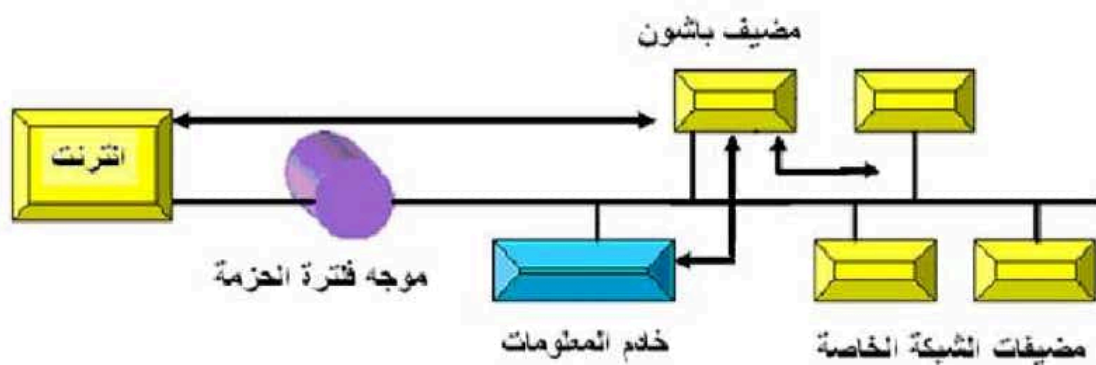 مضيف باشون
انترنت
موجه فلترة الحزمة
خادم المعلومات
مضيفات الشبكة الخاصة